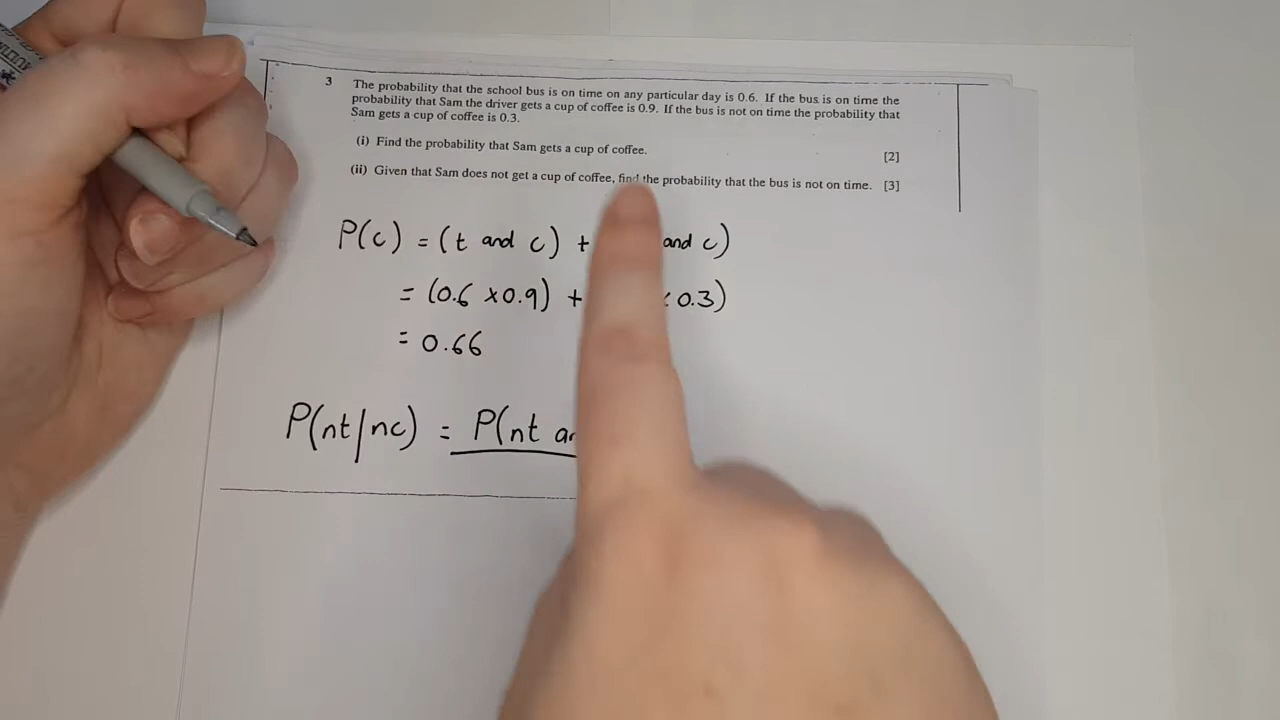 3 The probability that the school bus is on time on any particular day is 0.6. If the bus is on time the
probability that Sam the driver gets a cup of coffee is 0.9. If the bus is not on time the probability that
Sam gets a cup of coffee is 0.3.
(i) Find the probability that Sam gets a cup of coffee. [2]
(ii) Given that Sam does not get a cup of coffee, find the probability that the bus is not on time. [3]
P(c) = (t and c) + and c)
= (0.6 × 0.9) + × 0.3)
= 0.66
P(nt/nc) = P(nt